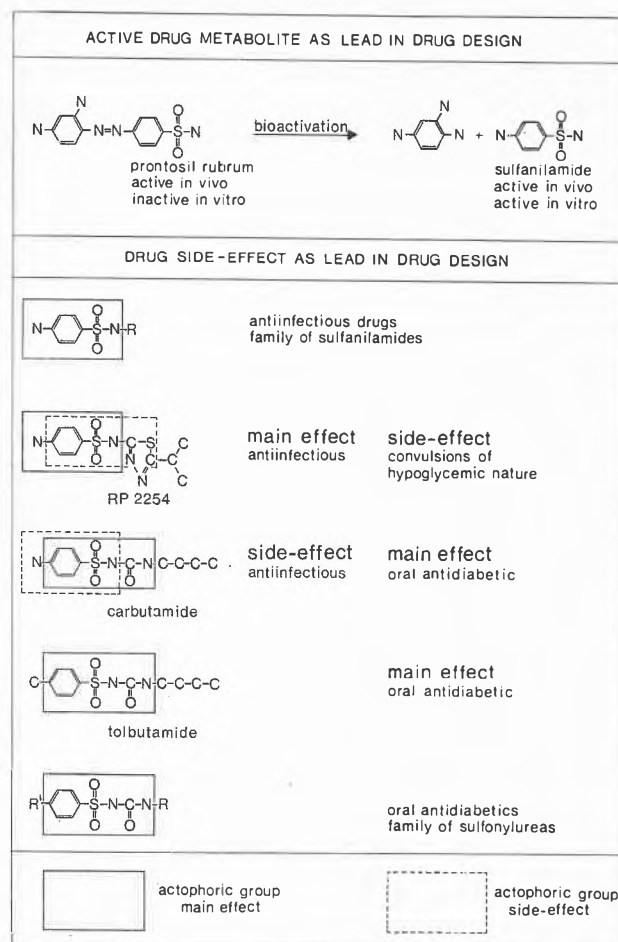 ACTIVE DRUG METABOLITE AS LEAD IN DRUG DESIGN
N
O
N
N=N
S-N
O
bioactivation
N
N
N
+
N
O
S-N
O
prontosil rubrum
active in vivo
inactive in vitro
sulfanilamide
active in vivo
active in vitro
DRUG SIDE-EFFECT AS LEAD IN DRUG DESIGN
O
N
S-N-R
O
antiinfectious drugs
family of sulfanilamides
O
N
S-N-C
S
O
N
C-C
C
N
C
RP 2254
main effect
antiinfectious
side-effect
convulsions of
hypoglycemic nature
O
N
S-N-C-N-C-C-C-C
O
O
carbutamide
side-effect
antiinfectious
main effect
oral antidiabetic
O
C
S-N-C-N-C-C-C-C
O
O
tolbutamide
main effect
oral antidiabetic
O
R'
S-N-C-N-R
O
O
oral antidiabetics
family of sulfonylureas
actophoric group
main effect
actophoric group
side-effect